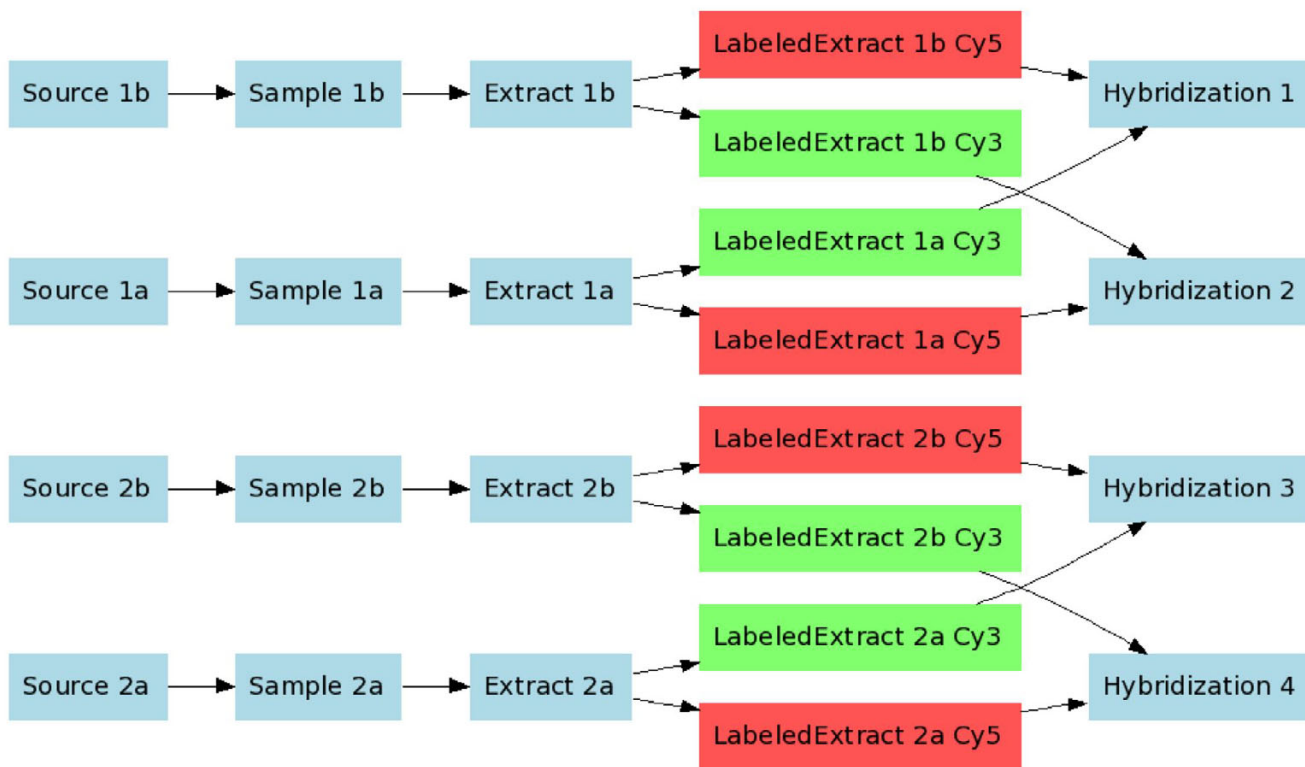 LabeledExtract 1b Cy5
Source 1b
Sample 1b
Extract 1b
Hybridization 1
LabeledExtract 1b Cy3
LabeledExtract 1a Cy3
Source 1a
Sample 1a
Extract 1a
Hybridization 2
LabeledExtract 1a Cy5
LabeledExtract 2b Cy5
Source 2b
Sample 2b
Extract 2b
Hybridization 3
LabeledExtract 2b Cy3
LabeledExtract 2a Cy3
Source 2a
Sample 2a
Extract 2a
Hybridization 4
LabeledExtract 2a Cy5